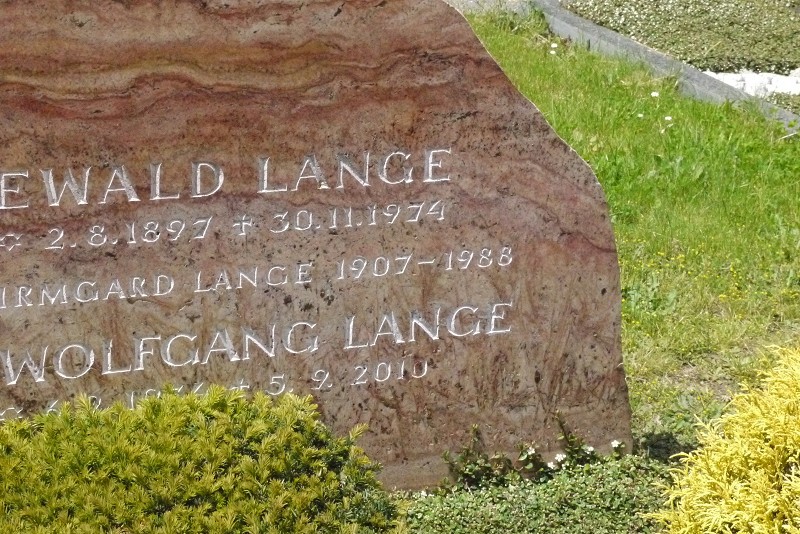 EWALD LANGE
✡ 2.8.1897 ✝ 30.11.1974
IRMGARD LANGE 1907–1988
WOLFGANG LANGE
✝ 5.9.2010